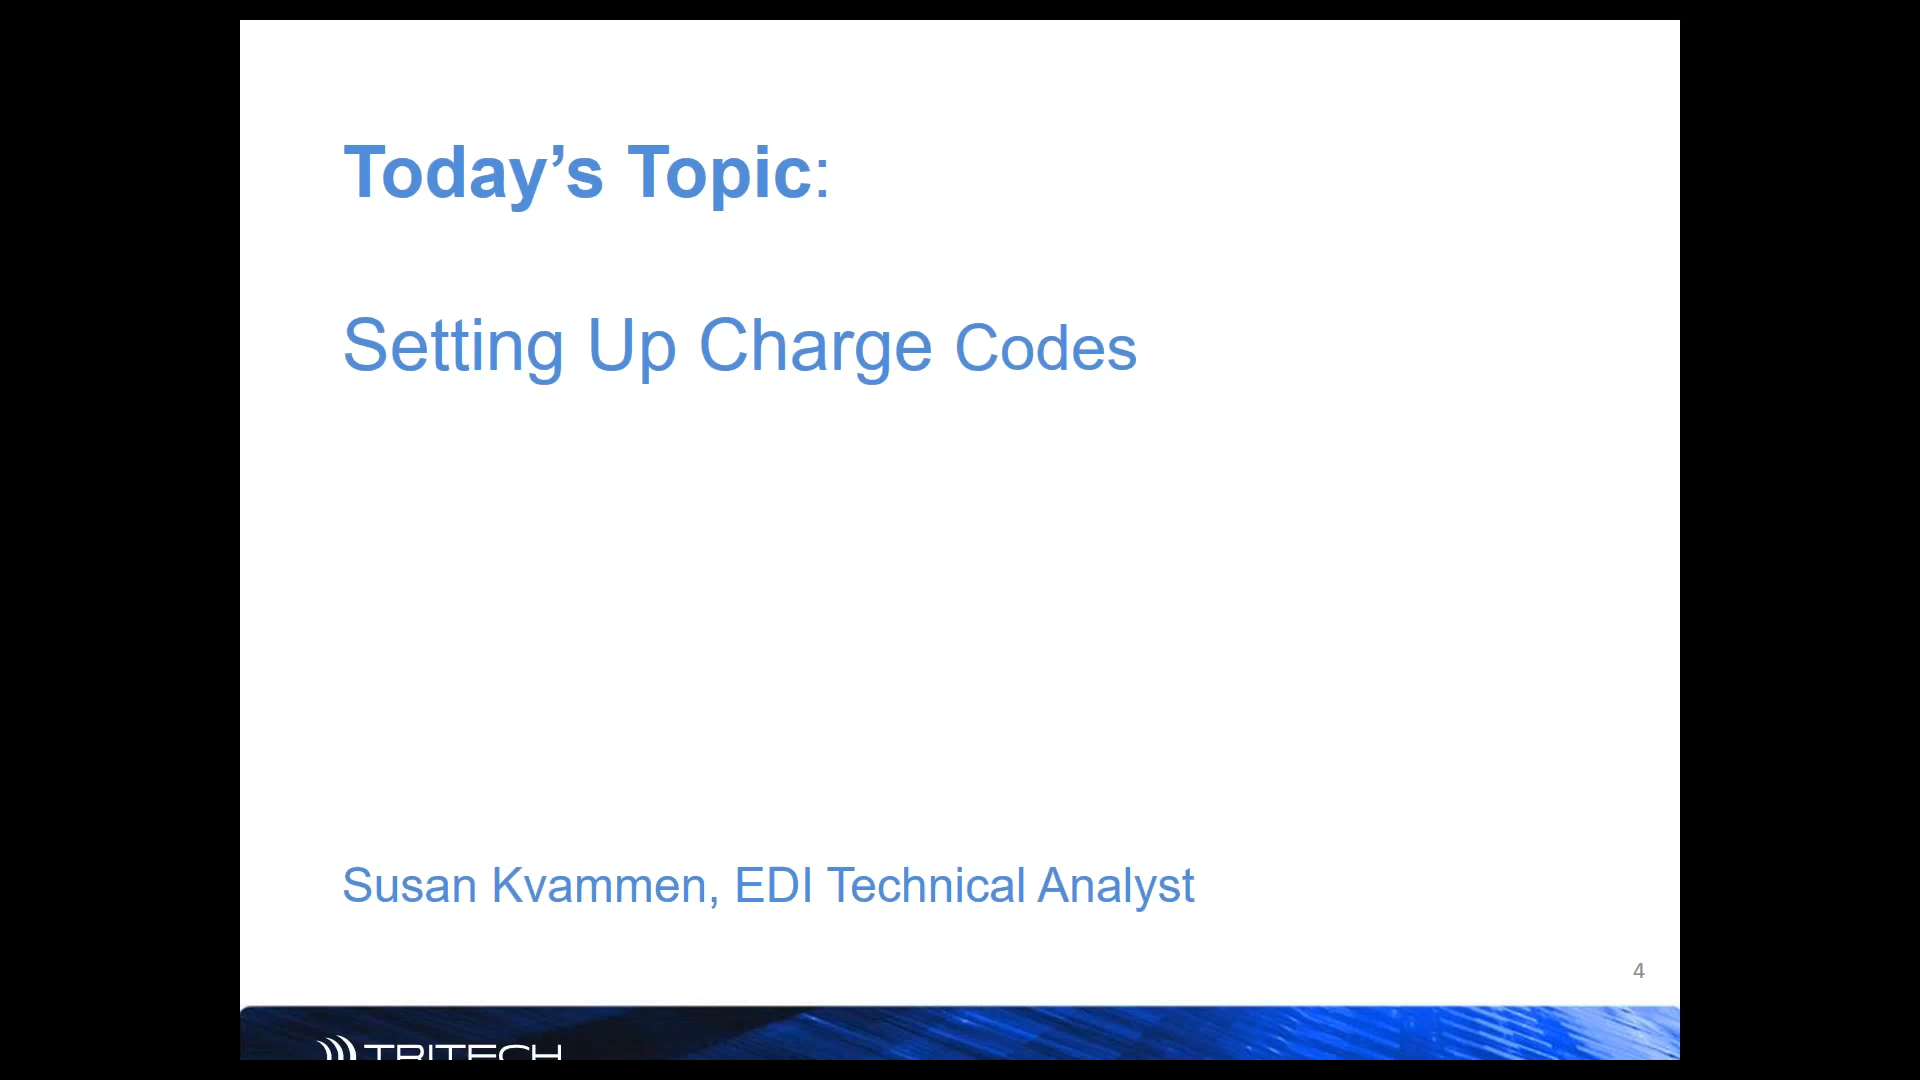 Today’s Topic:
Setting Up Charge Codes
Susan Kvammen, EDI Technical Analyst
4
TRITECH